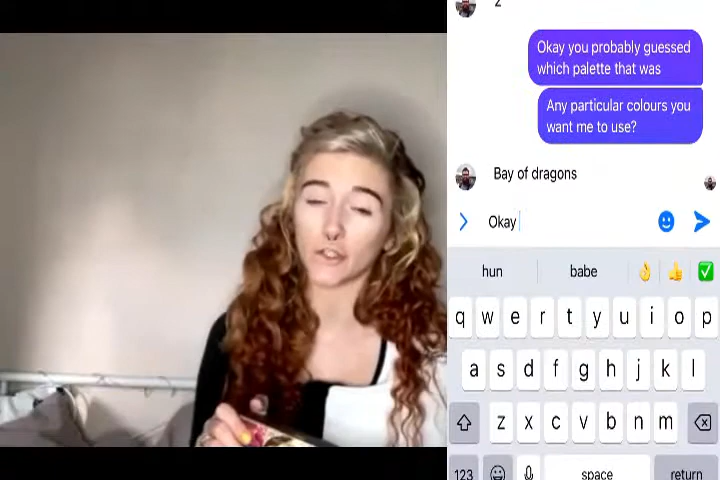 2
Okay you probably guessed
which palette that was
Any particular colours you
want me to use?
Bay of dragons
Okay
hun babe
q w e r t y u i o p
a s d f g h j k l
z x c v b n m
123 space return